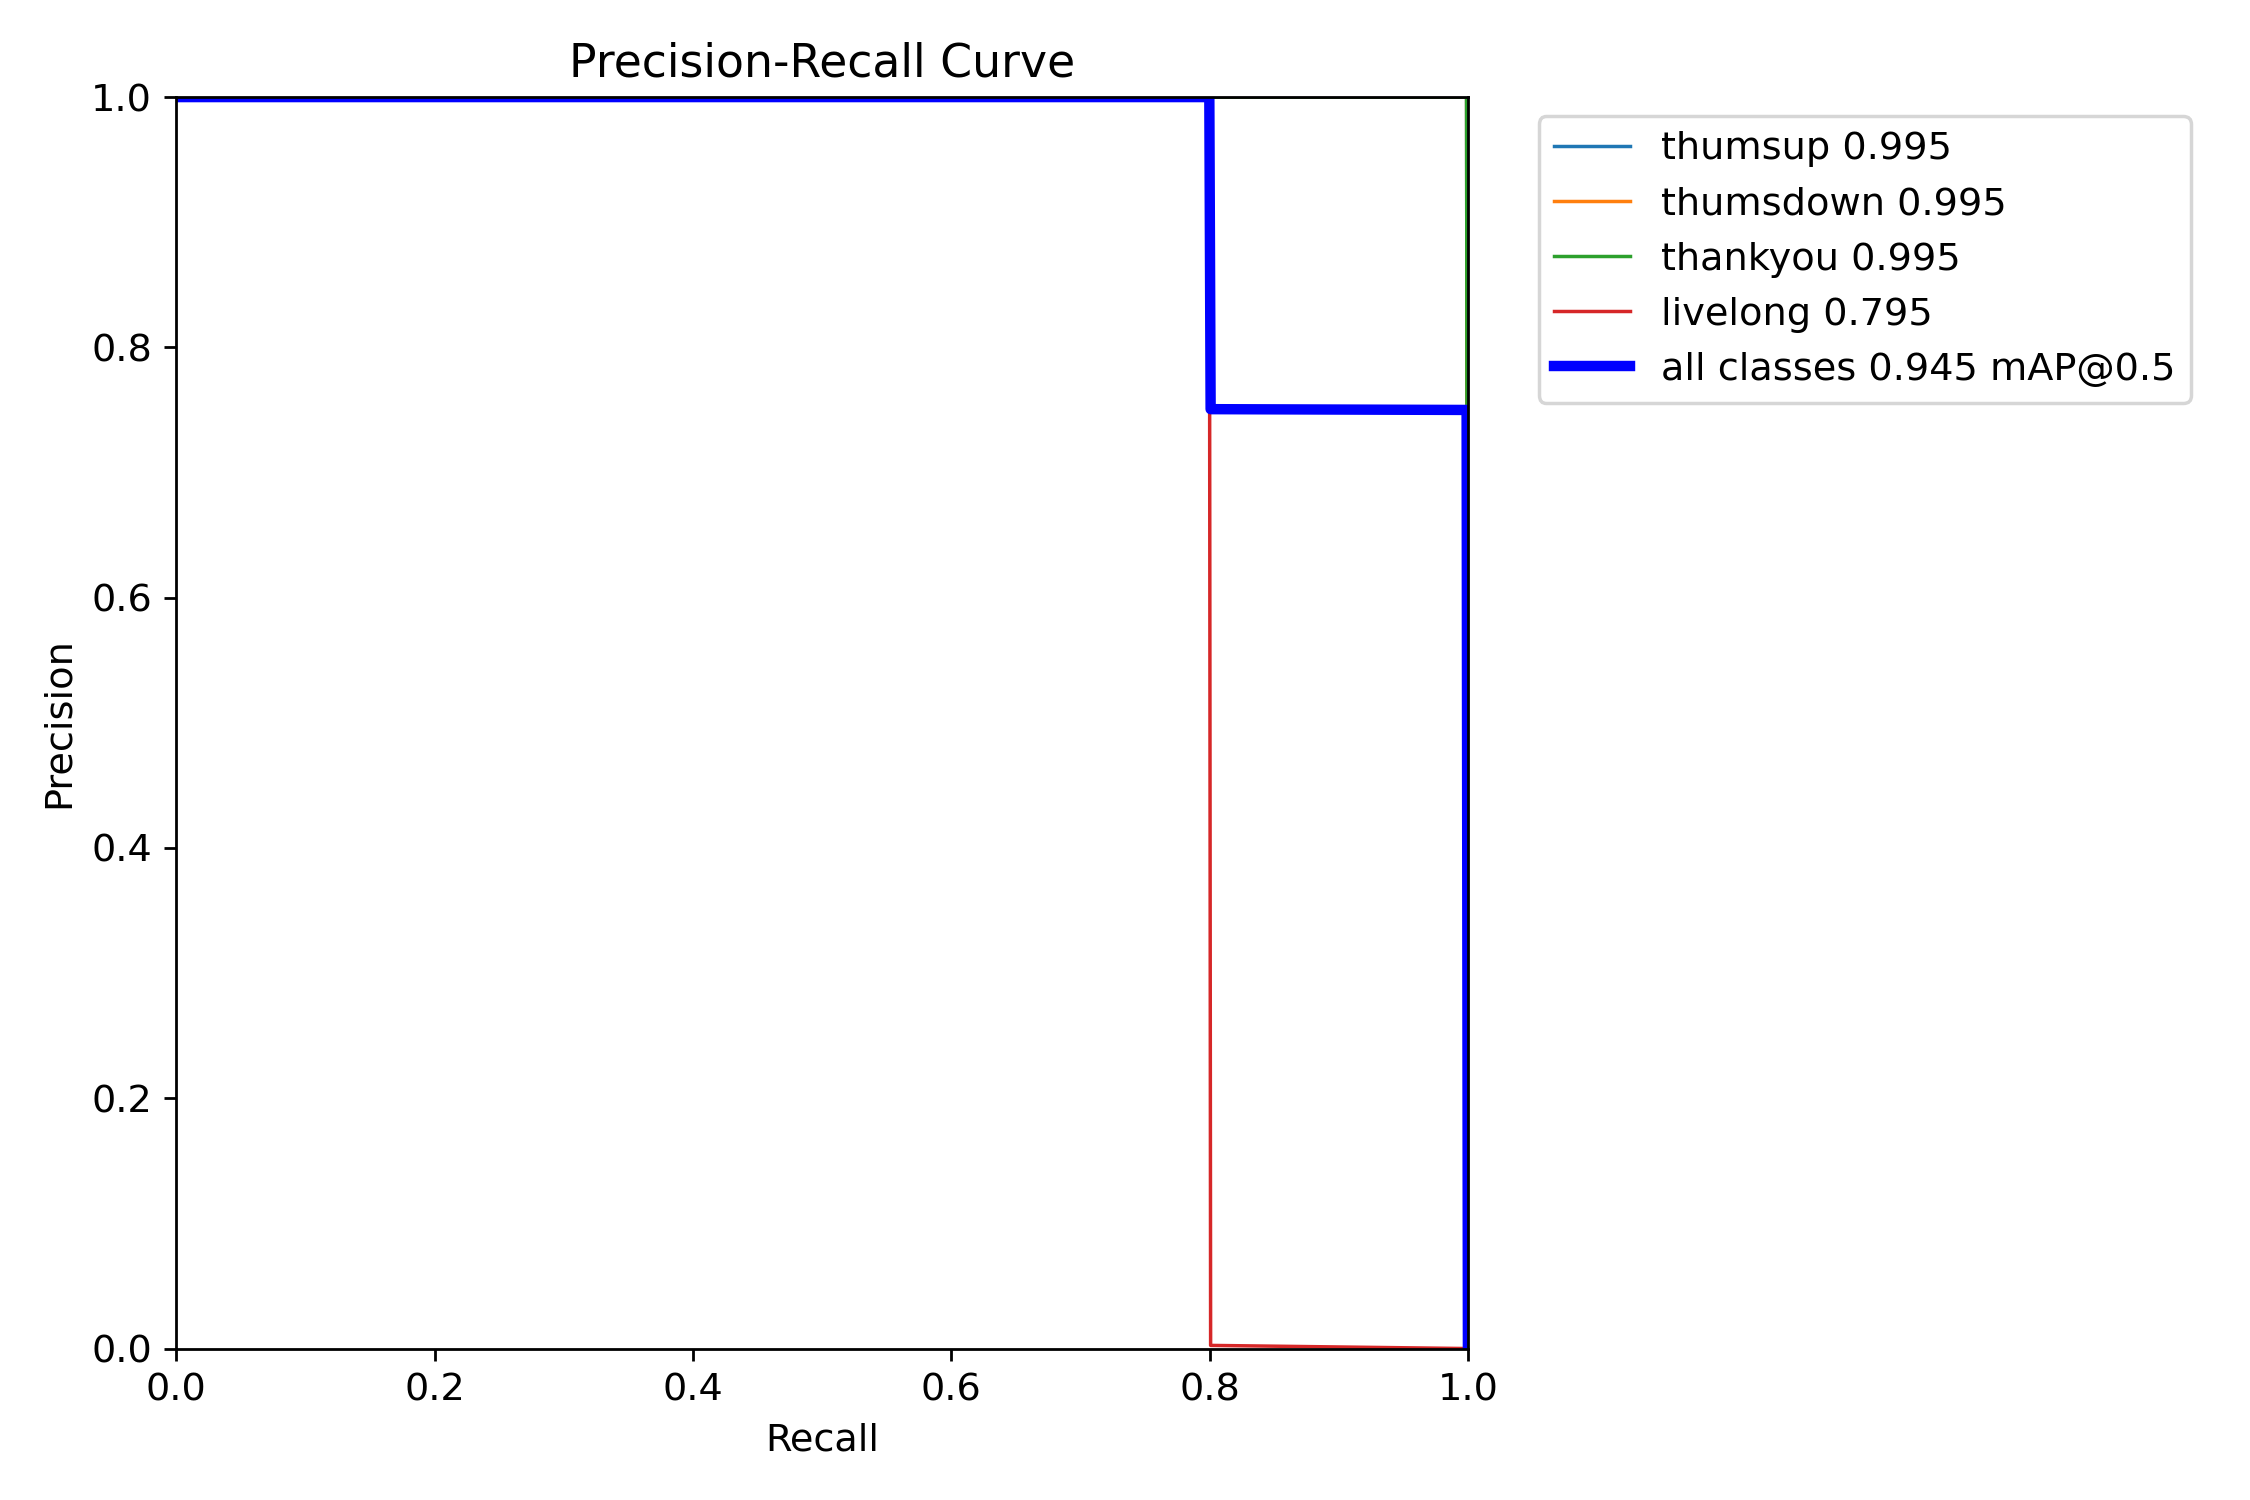 Precision-Recall Curve
1.0
0.8
0.6
0.4
0.2
0.0
Precision
0.0 0.2 0.4 0.6 0.8 1.0
Recall
thumsup 0.995
thumsdown 0.995
thankyou 0.995
livelong 0.795
all classes 0.945 mAP@0.5